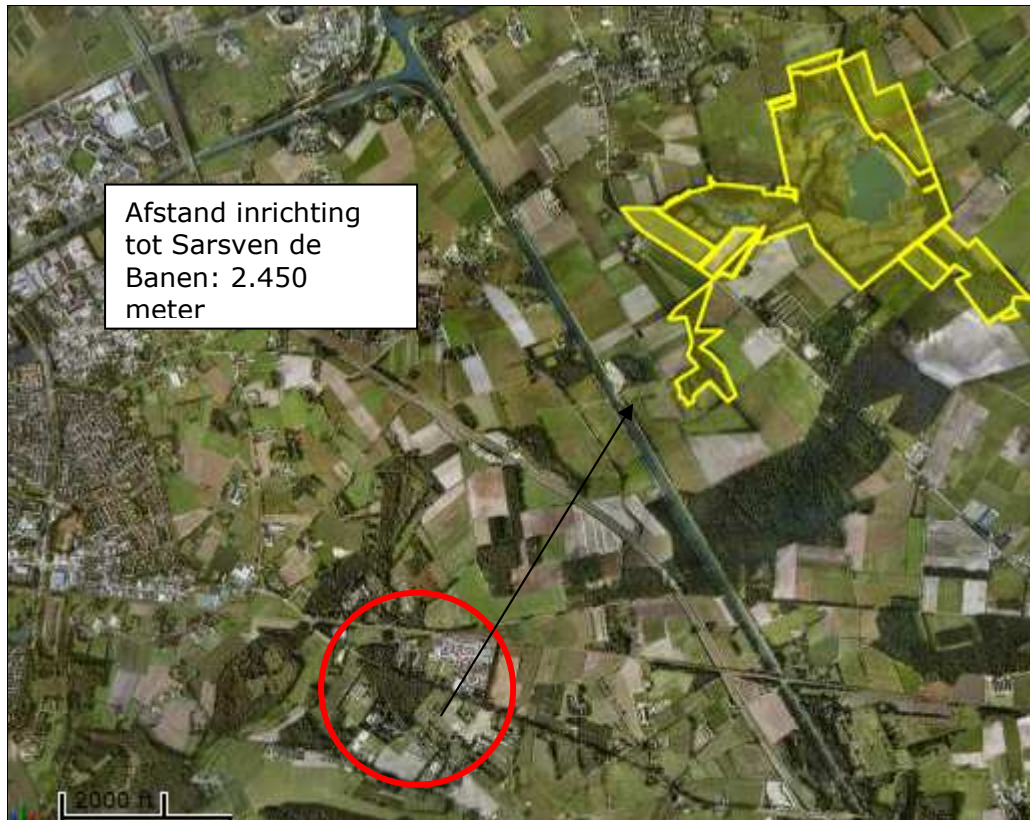 Afstand inrichting
tot Sarsven de
Banen: 2.450
meter
2000 ft